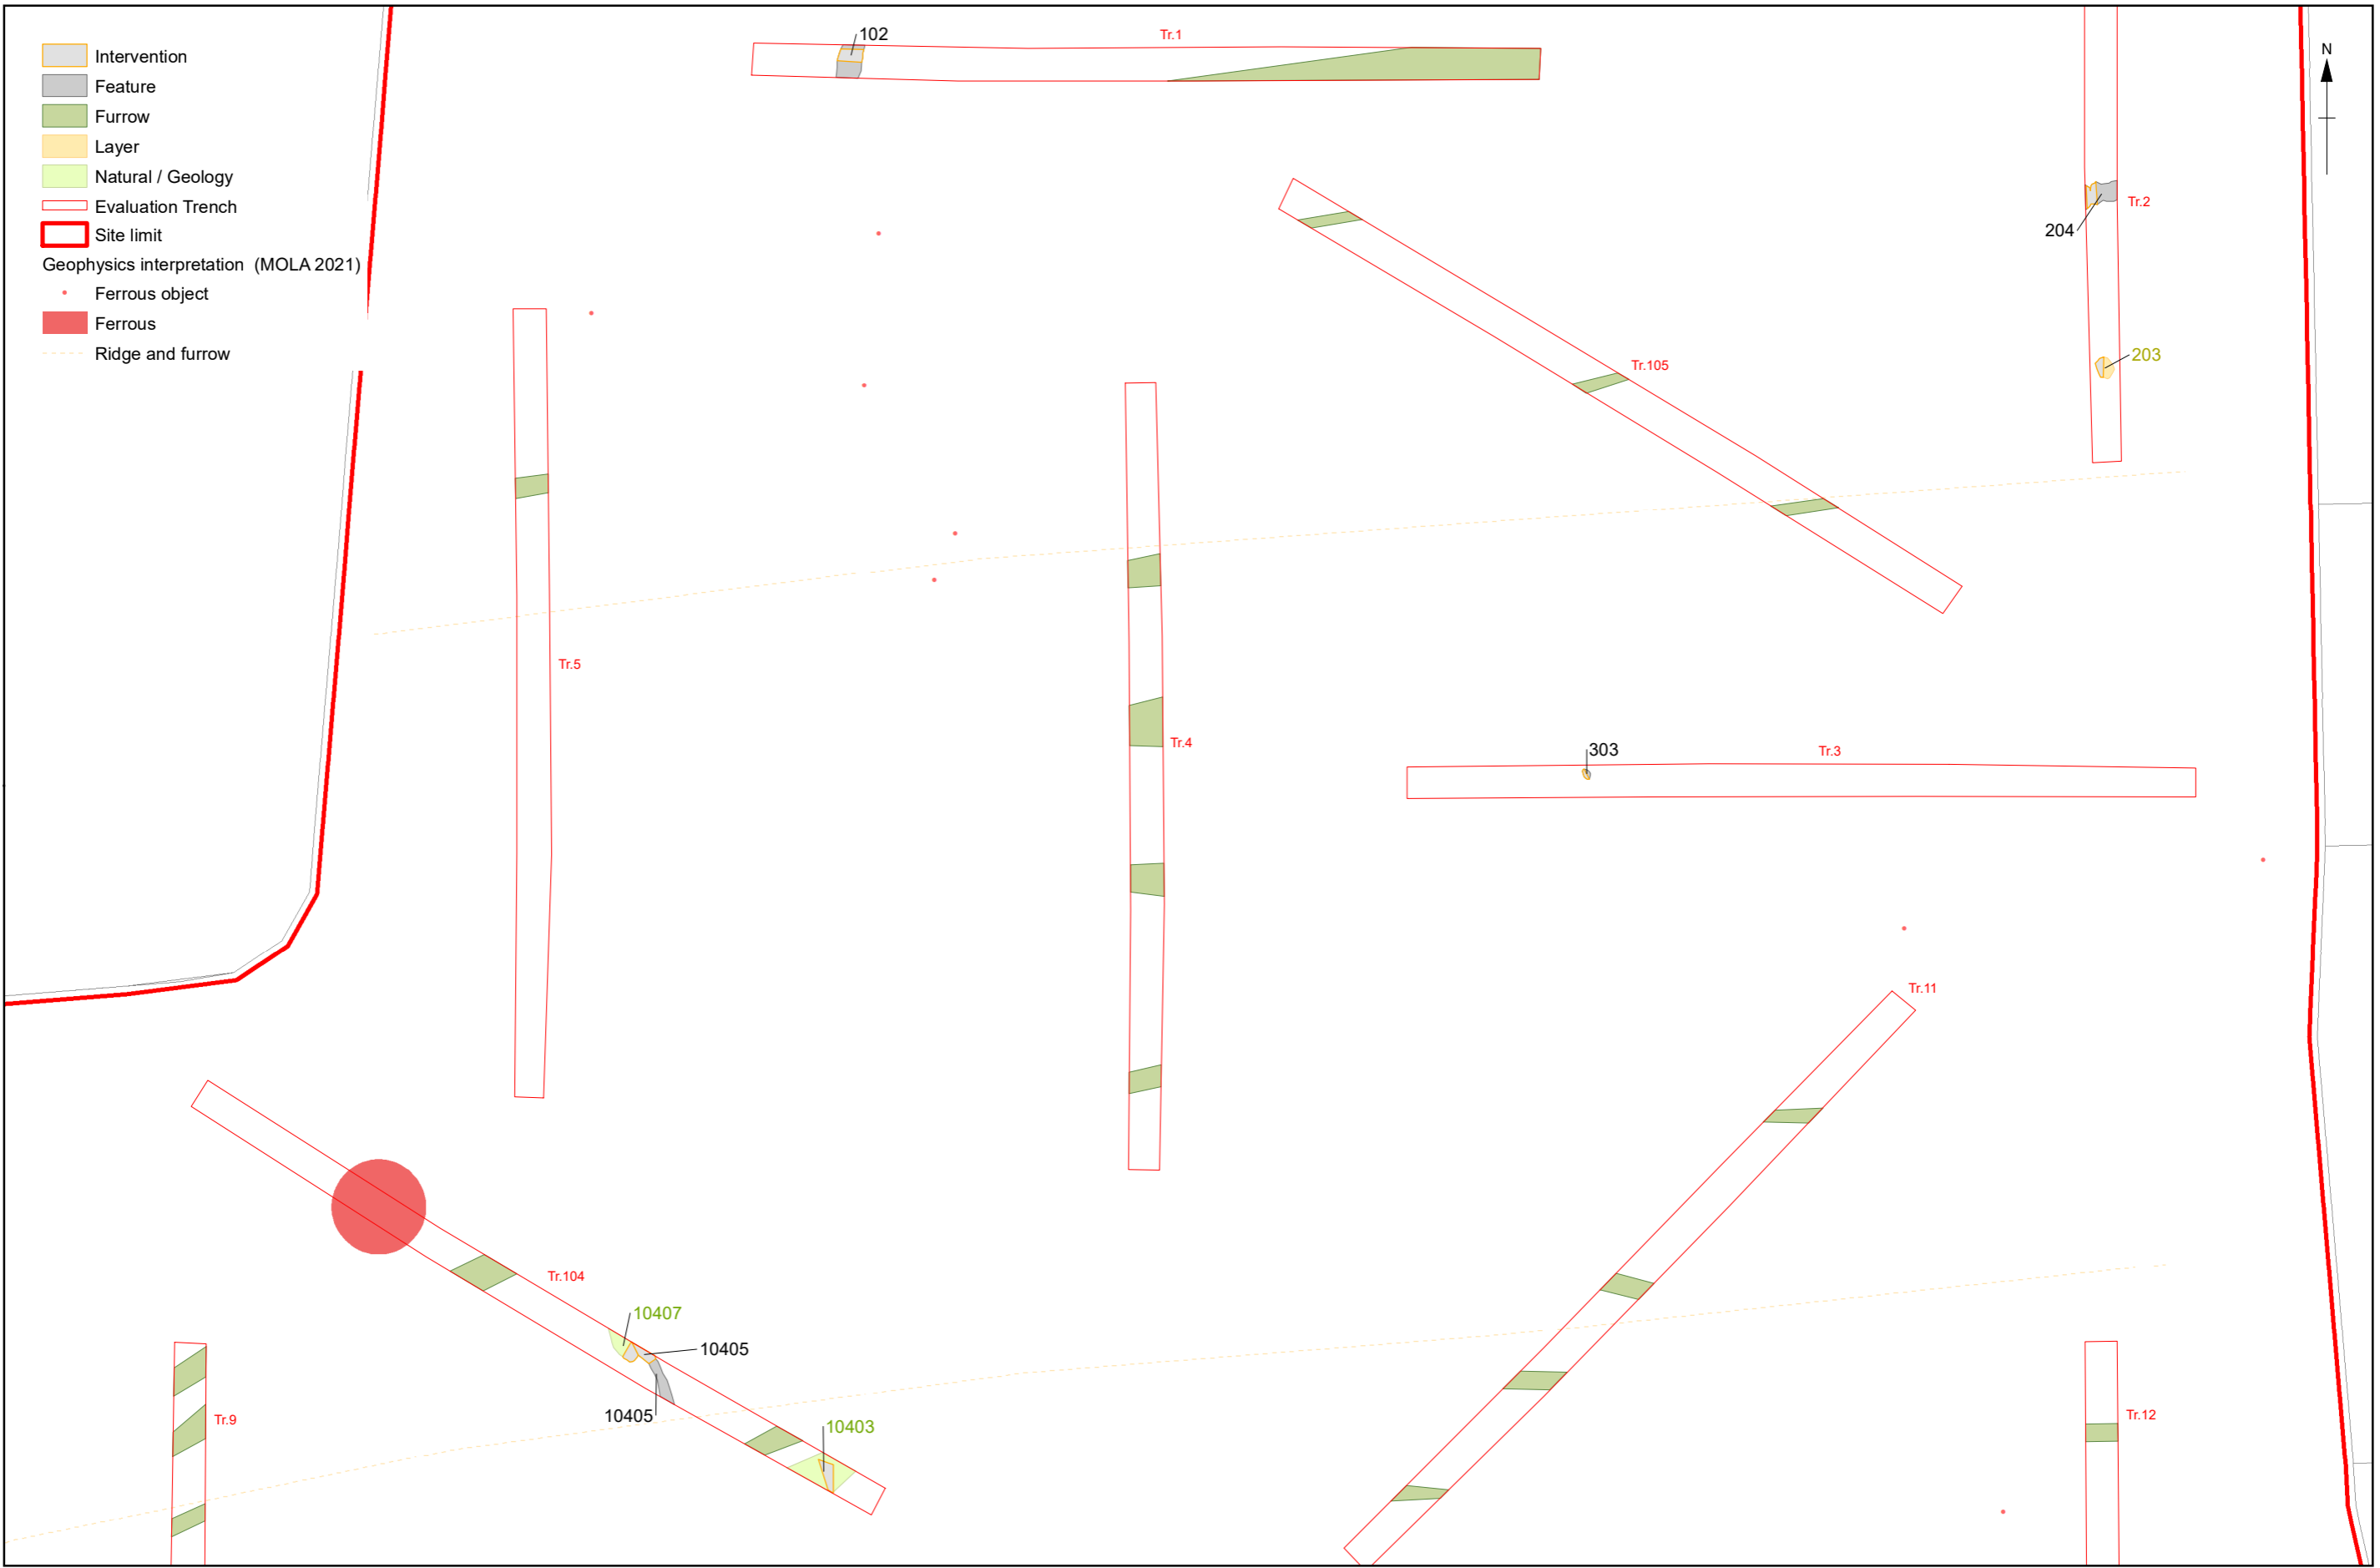 Intervention
Feature
Furrow
Layer
Natural / Geology
Evaluation Trench
Site limit
Geophysics interpretation (MOLA 2021)
Ferrous object
Ferrous
Ridge and furrow
102
Tr.1
N
Tr.2
204
203
Tr.105
Tr.5
Tr.4
303
Tr.3
Tr.11
Tr.104
10407
10405
10405
10403
Tr.9
Tr.12